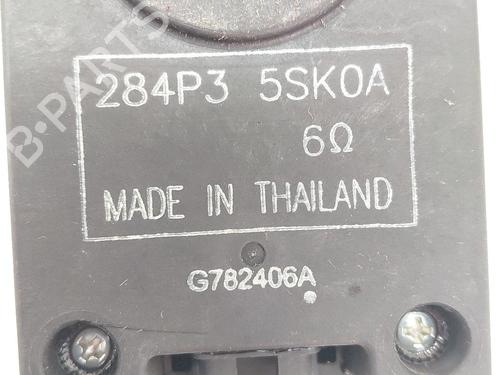 284P3 5SK0A
6Ω
MADE IN THAILAND
G782406A
B-PARTS